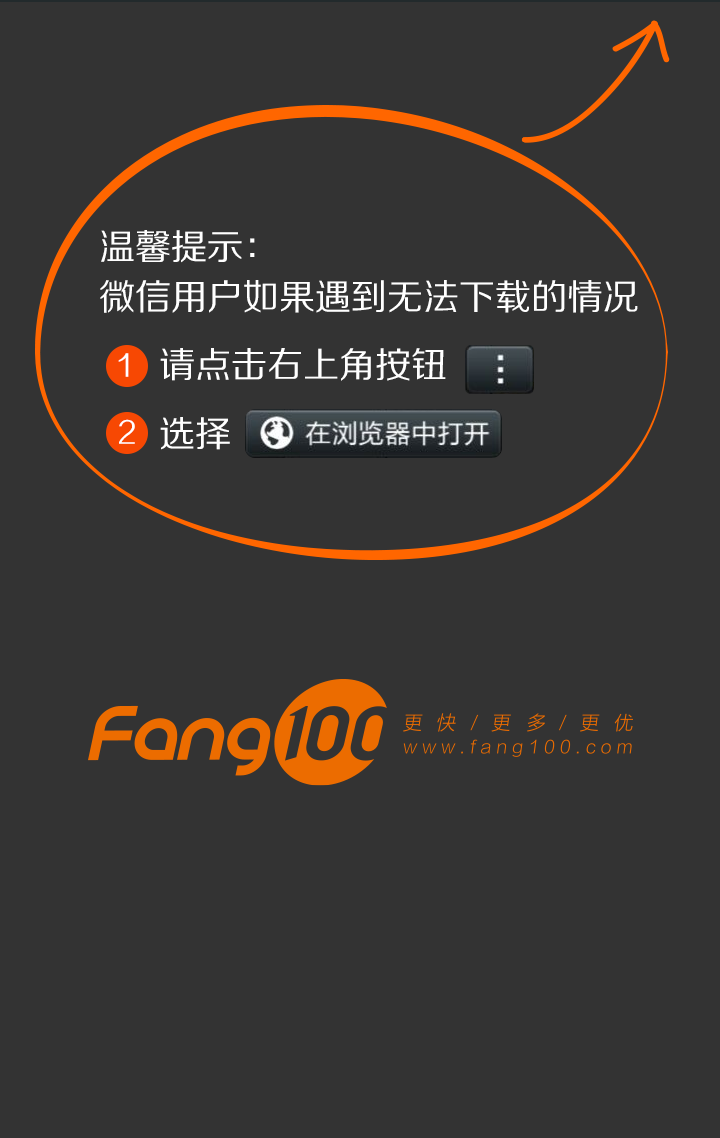 温馨提示:
微信用户如果遇到无法下载的情况
1 请点击右上角按钮
2 选择 在浏览器中打开
Fang100 更快/更多/更优
www.fang100.com